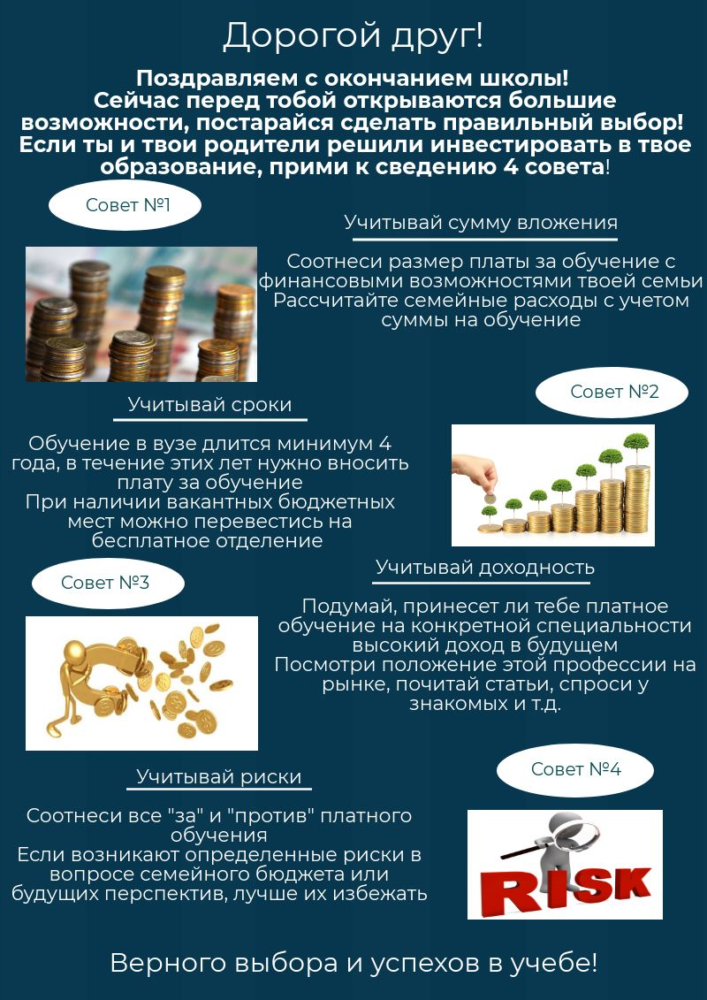 Дорогой друг!
Поздравляем с окончанием школы!
Сейчас перед тобой открываются большие
возможности, постарайся сделать правильный выбор!
Если ты и твои родители решили инвестировать в твое
образование, прими к сведению 4 совета!
Совет №1
Учитывай сумму вложения
Соотнеси размер платы за обучение с
финансовыми возможностями твоей семьи
Рассчитайте семейные расходы с учетом
суммы на обучение
Совет №2
Учитывай сроки
Обучение в вузе длится минимум 4
года, в течение этих лет нужно вносить
плату за обучение
При наличии вакантных бюджетных
мест можно перевестись на
бесплатное отделение
Совет №3
Учитывай доходность
Подумай, принесет ли тебе платное
обучение на конкретной специальности
высокий доход в будущем
Посмотри положение этой профессии на
рынке, почитай статьи, спроси у
знакомых и т.д.
Совет №4
Учитывай риски
Соотнеси все "за" и "против" платного
обучения
Если возникают определенные риски в
вопросе семейного бюджета или
будущих перспектив, лучше их избежать
RISK
Верного выбора и успехов в учебе!